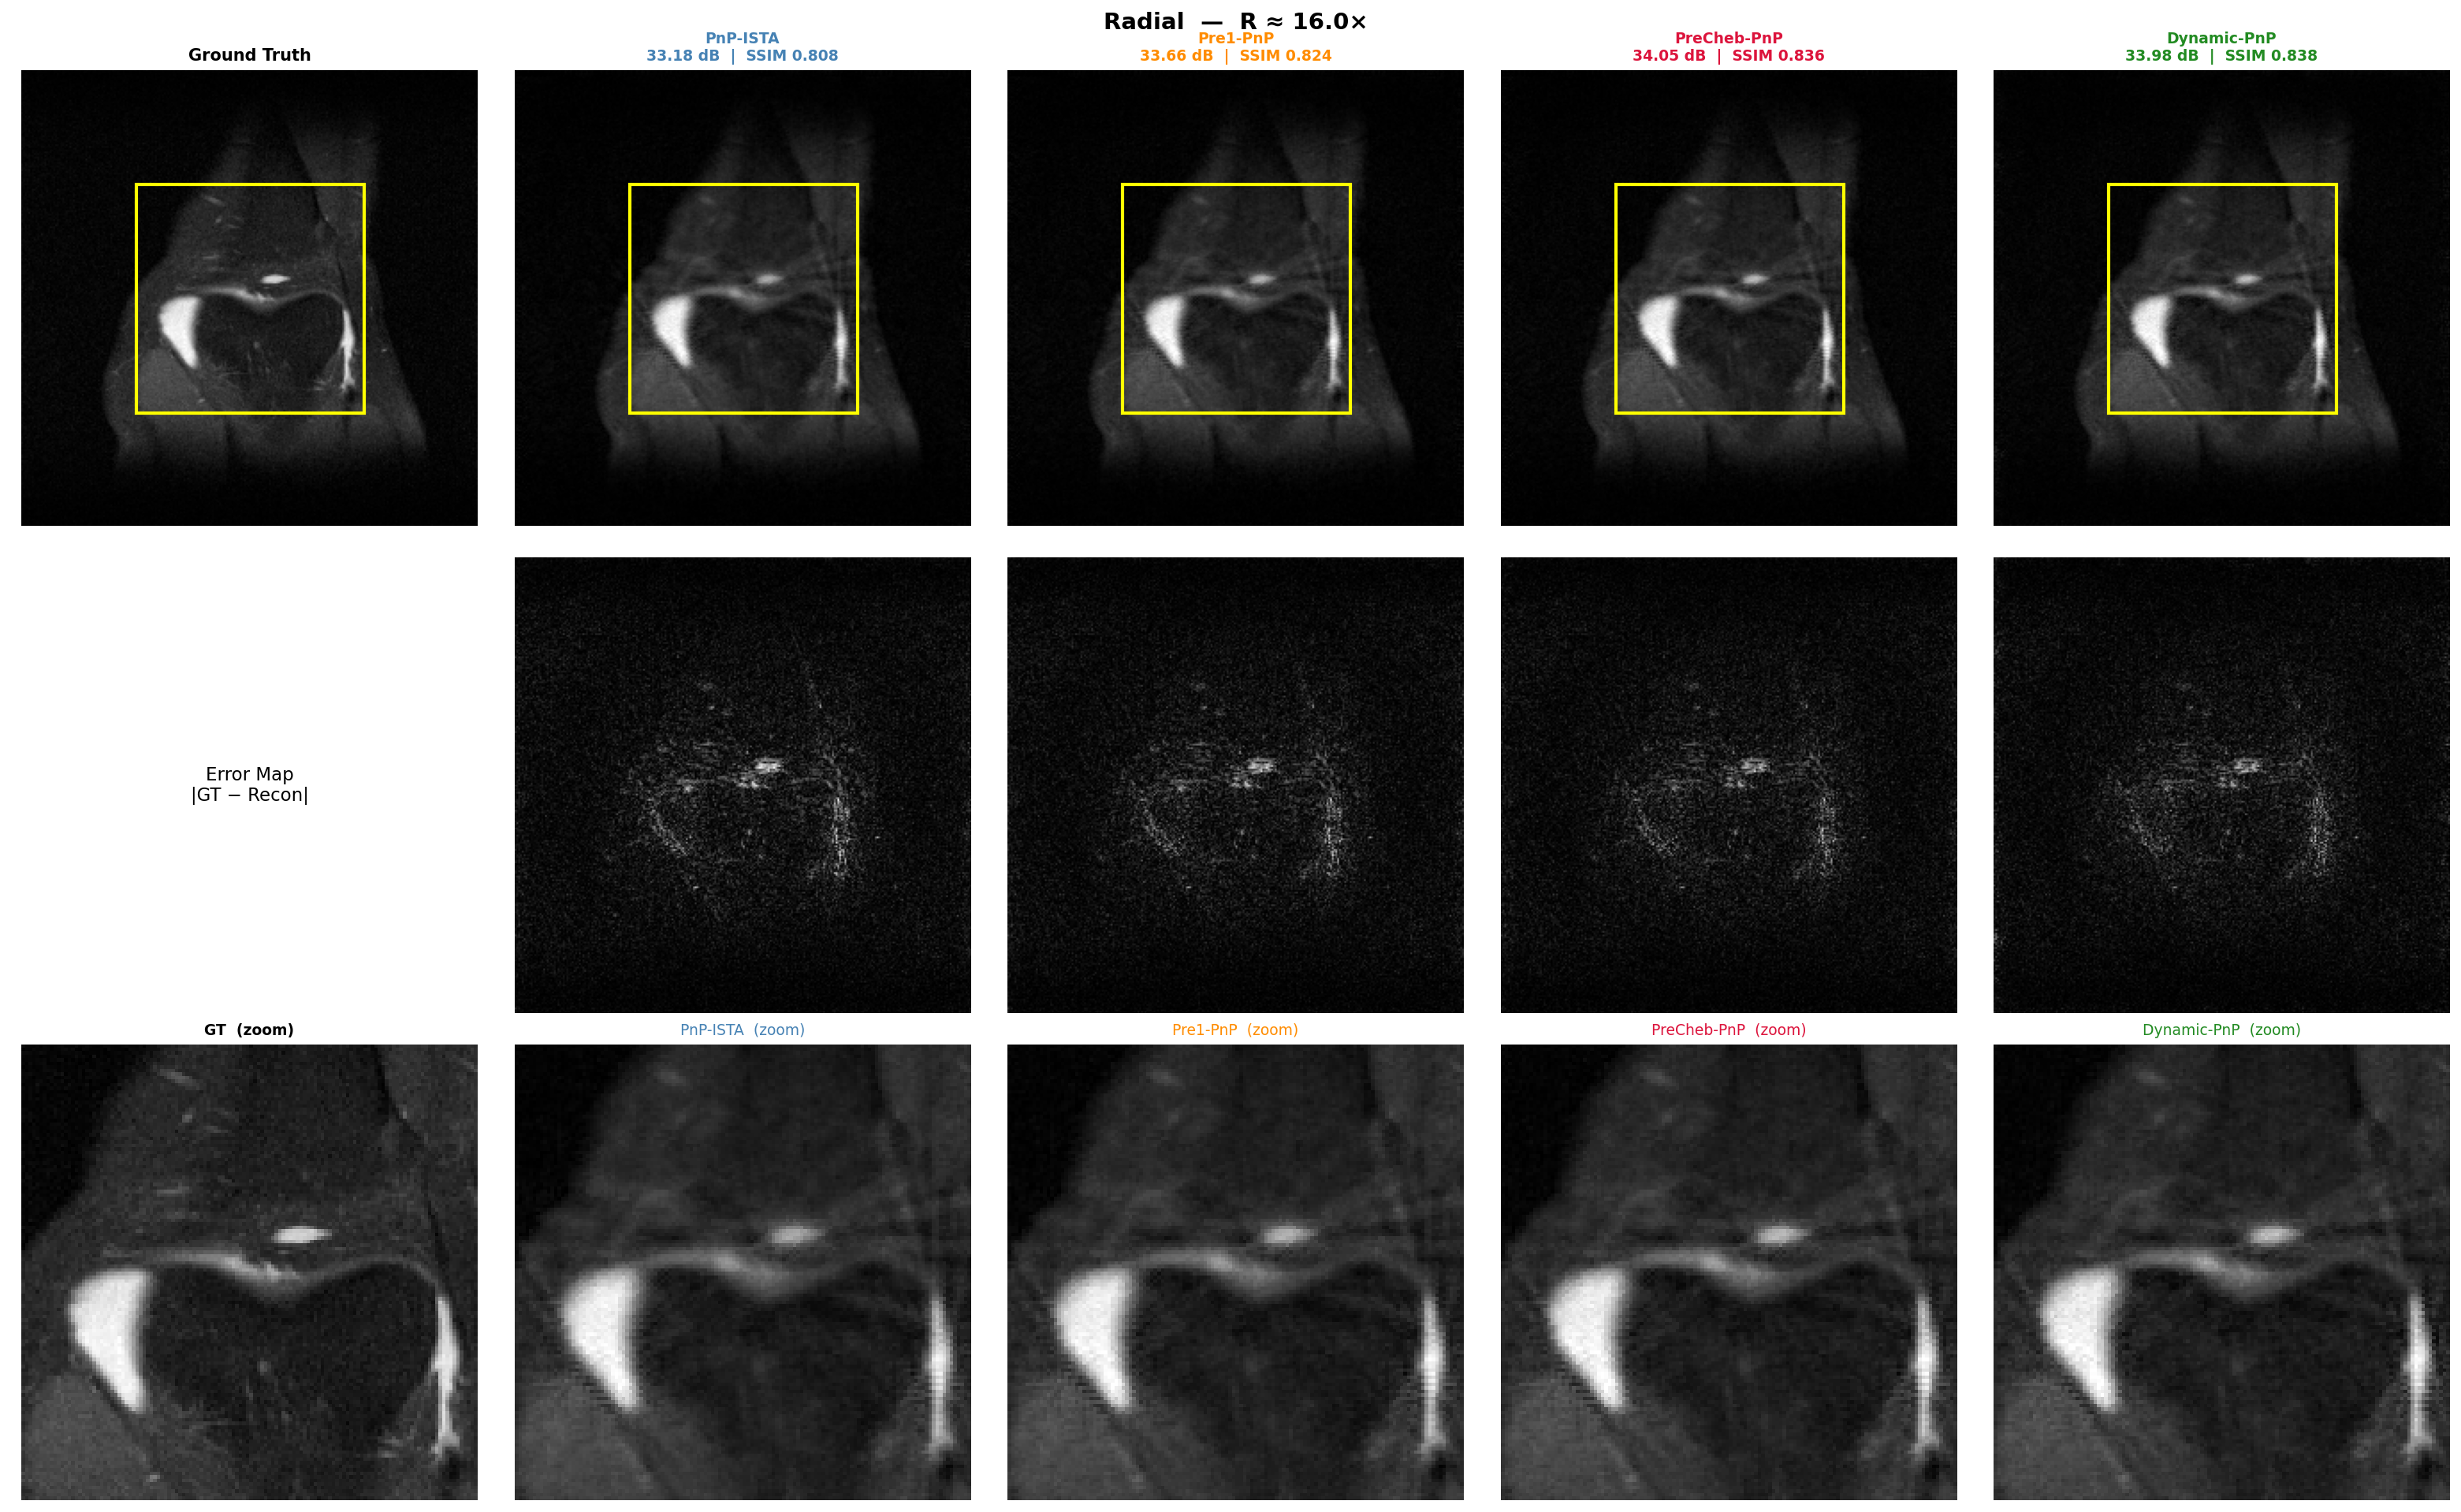 Radial — R ≈ 16.0×
Ground Truth
PnP-ISTA
33.18 dB | SSIM 0.808
Pre1-PnP
33.66 dB | SSIM 0.824
PreCheb-PnP
34.05 dB | SSIM 0.836
Dynamic-PnP
33.98 dB | SSIM 0.838
Error Map
|GT − Recon|
GT (zoom)
PnP-ISTA (zoom)
Pre1-PnP (zoom)
PreCheb-PnP (zoom)
Dynamic-PnP (zoom)